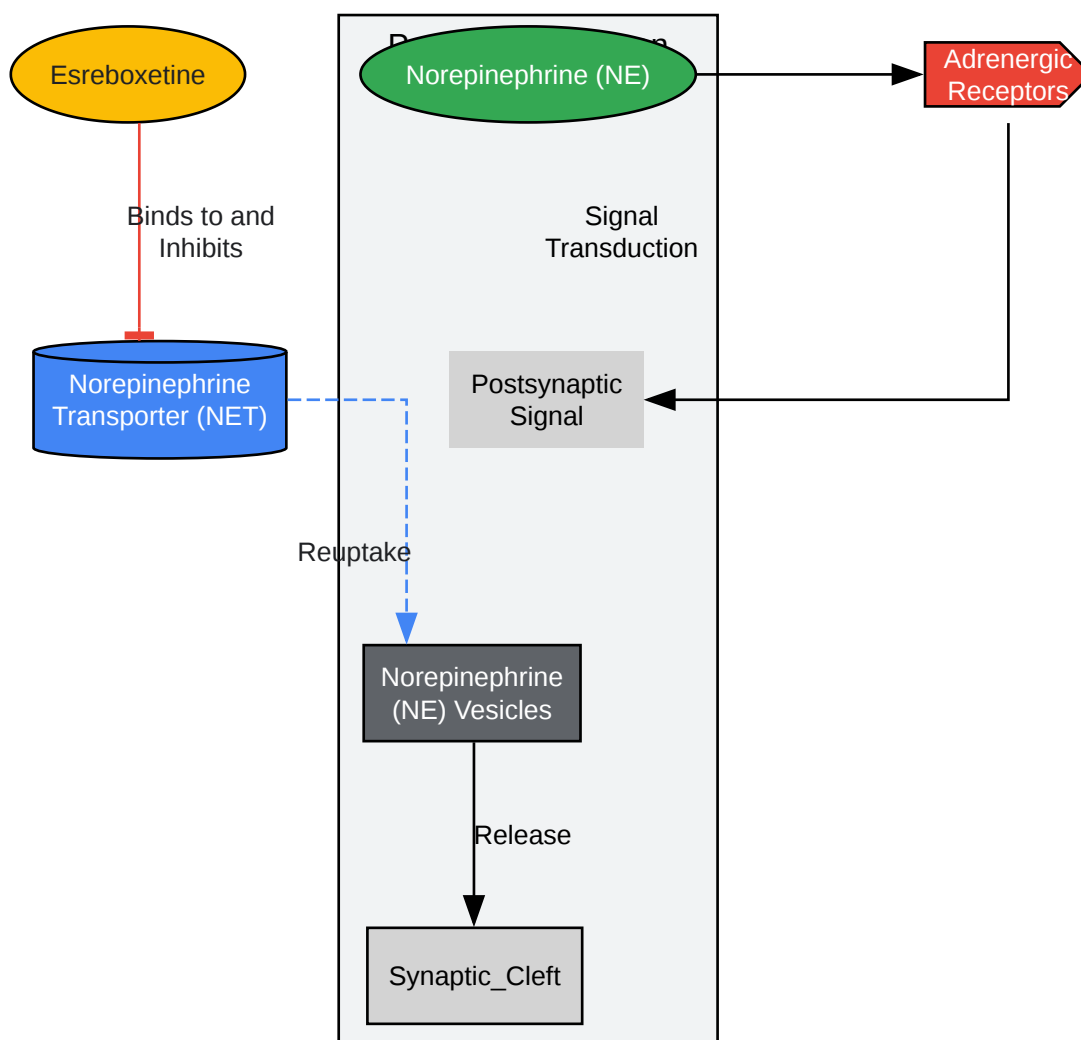 Esreboxetine
Norepinephrine (NE)
Adrenergic
Receptors
Binds to and
Inhibits
Signal
Transduction
Norepinephrine
Transporter (NET)
Postsynaptic
Signal
Reuptake
Norepinephrine
(NE) Vesicles
Release
Synaptic_Cleft